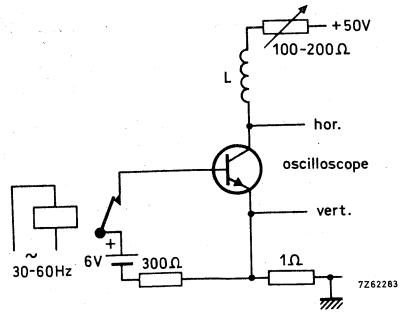 +50V
100-200Ω
L
hor.
oscilloscope
vert.
~
30-60Hz
+
6V
300Ω
1Ω
7Z62283